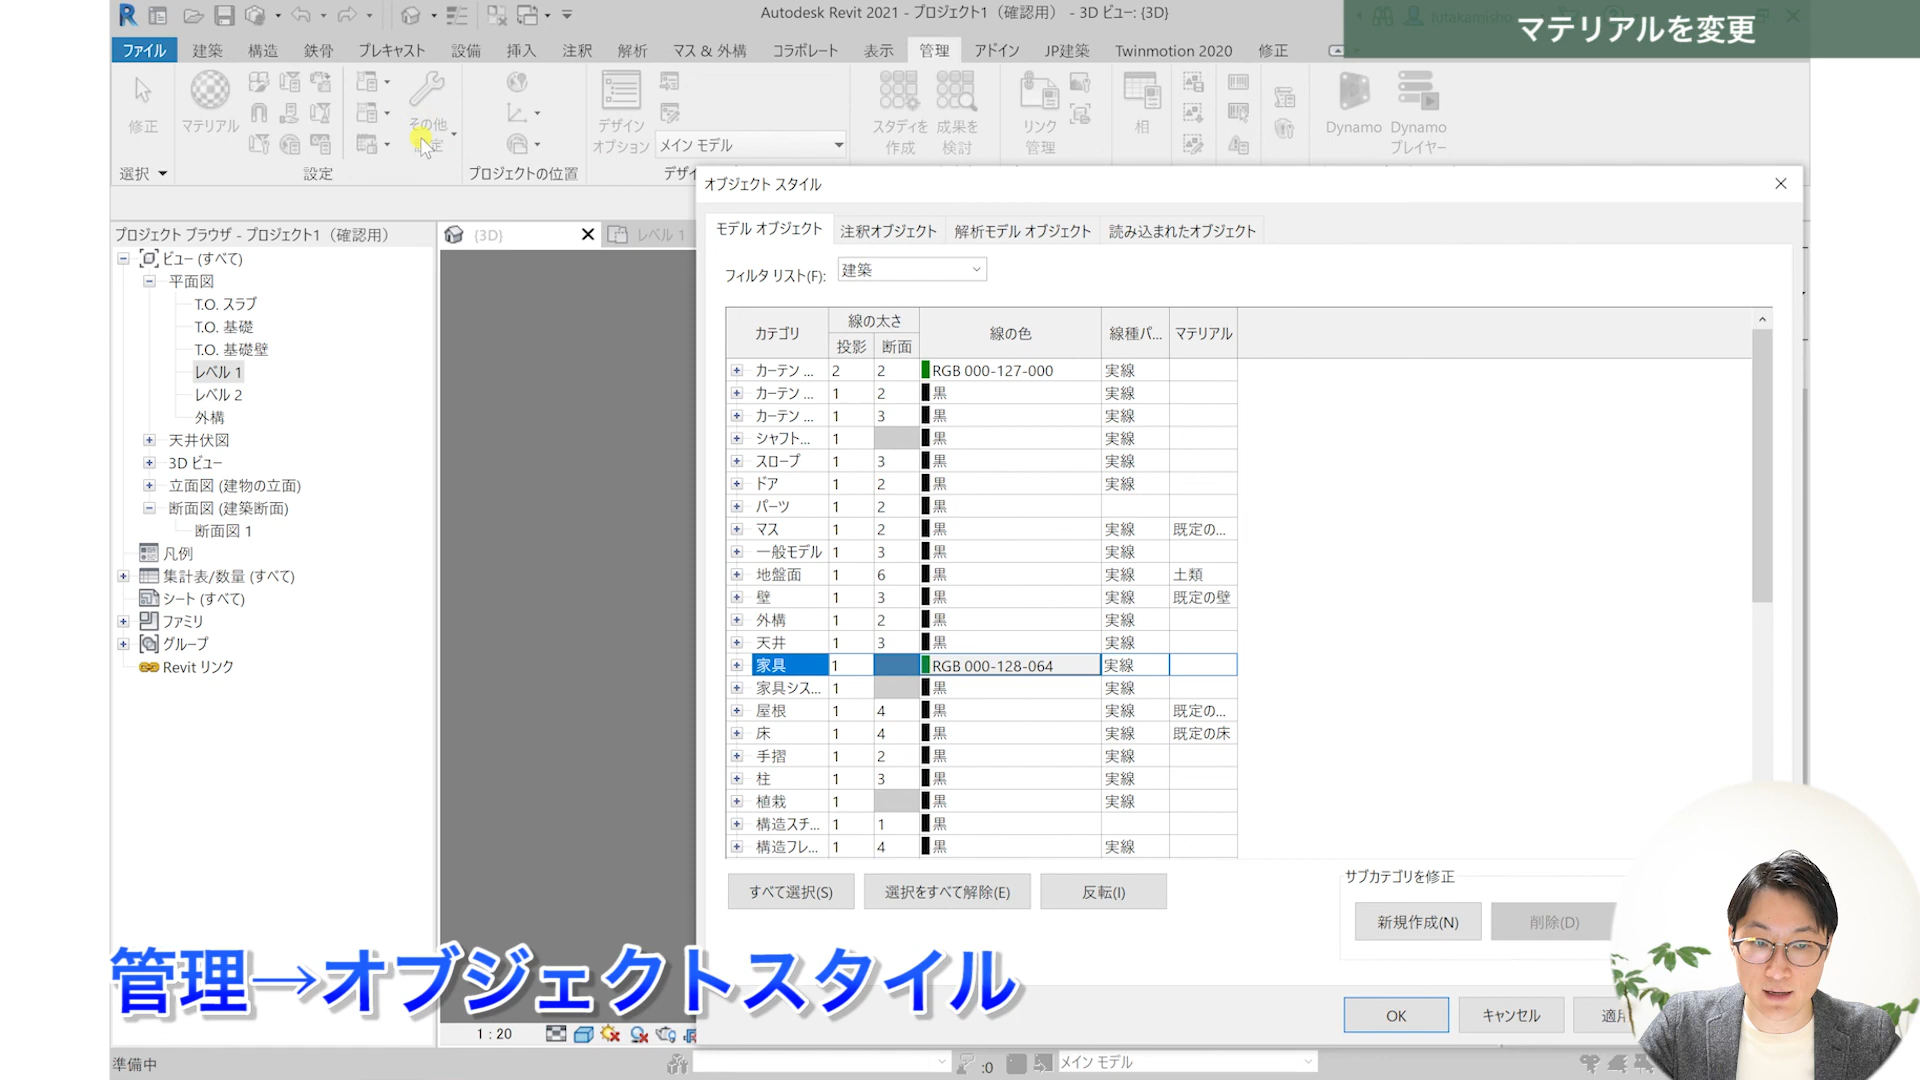 Autodesk Revit 2021 - プロジェクト1（確認用） - 3D ビュー: {3D}
マテリアルを変更
ファイル 建築 構造 鉄骨 プレキャスト 設備 挿入 注釈 解析 マス & 外構 コラボレート 表示 管理 アドイン JP建築 Twinmotion 2020 修正
修正
マテリアル
その他
デザイン
オプション
メイン モデル
スタディを
作成
成果を
検討
リンク
管理
相
Dynamo
Dynamo
プレイヤー
選択
設定
プロジェクトの位置
オブジェクト スタイル
プロジェクト ブラウザ - プロジェクト1（確認用）
{3D}
レベル 1
ビュー (すべて)
平面図
T.O. スラブ
T.O. 基礎
T.O. 基礎壁
レベル 1
レベル 2
外構
天井伏図
3D ビュー
立面図 (建物の立面)
断面図 (建築断面)
断面図 1
凡例
集計表/数量 (すべて)
シート (すべて)
ファミリ
グループ
Revit リンク
モデル オブジェクト 注釈オブジェクト 解析モデル オブジェクト 読み込まれたオブジェクト
フィルタ リスト(F): 建築
カテゴリ 線の太さ 線の色 線種パ... マテリアル
投影 断面
カーテン ... 2 2 RGB 000-127-000 実線
カーテン ... 1 2 黒 実線
カーテン ... 1 3 黒 実線
シャフト... 1 黒 実線
スロープ 1 3 黒 実線
ドア 1 2 黒 実線
パーツ 1 2 黒
マス 1 2 黒 実線 既定の...
一般モデル 1 3 黒 実線
地盤面 1 6 黒 実線 土類
壁 1 3 黒 実線 既定の壁
外構 1 2 黒 実線
天井 1 3 黒 実線
家具 1 RGB 000-128-064 実線
家具シス... 1 黒 実線
屋根 1 4 黒 実線 既定の...
床 1 4 黒 実線 既定の床
手摺 1 2 黒 実線
柱 1 3 黒 実線
植栽 1 黒 実線
構造スチ... 1 1 黒
構造フレ... 1 4 黒 実線
すべて選択(S) 選択をすべて解除(E) 反転(I)
サブカテゴリを修正
新規作成(N) 削除(D)
OK キャンセル
管理→オブジェクトスタイル
1 : 20
準備中
:0
メイン モデル